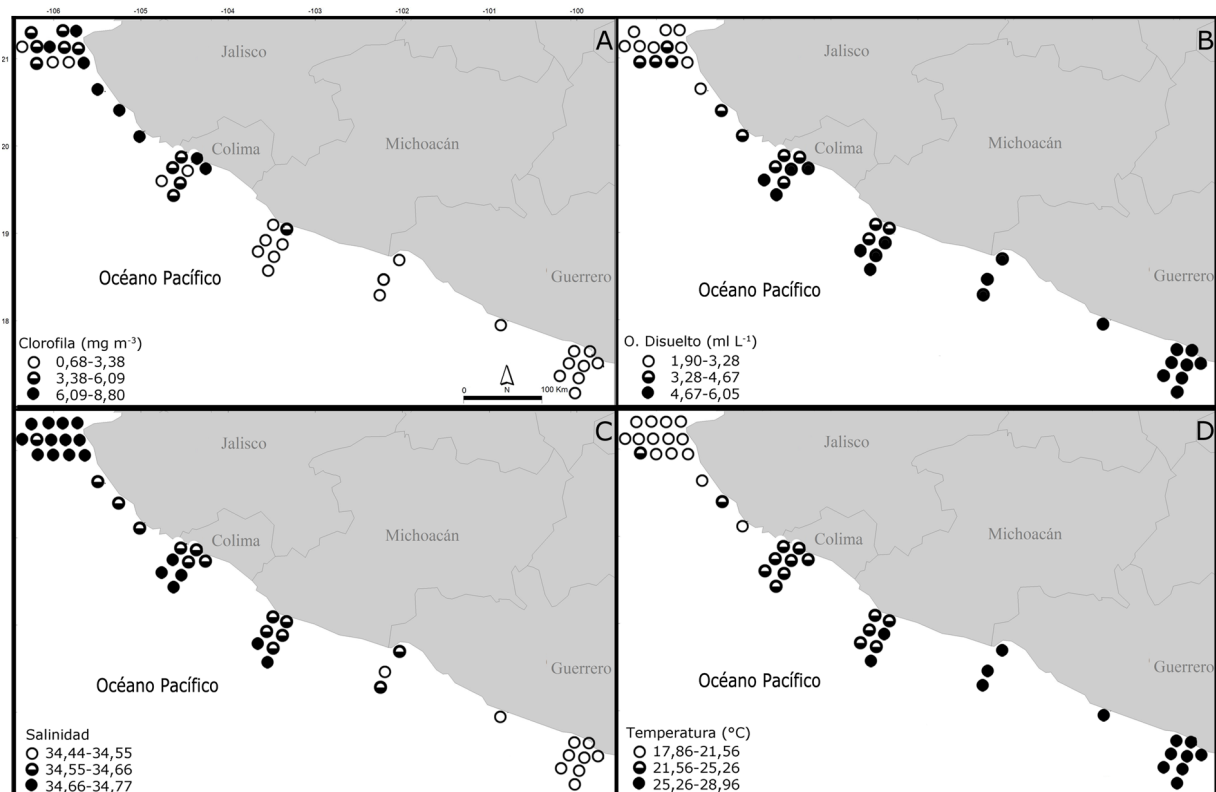 -106 -105 -104 -103 -102 -101 -100
A
Jalisco
21
Michoacán
20
Colima
19
Océano Pacífico
Guerrero
18
Clorofila (mg m-³)
0,68-3,38
3,38-6,09
6,09-8,80
N
0 100 Km
B
Jalisco
Michoacán
Colima
Océano Pacífico
Guerrero
O. Disuelto (ml L-¹)
1,90-3,28
3,28-4,67
4,67-6,05
C
Jalisco
Michoacán
Colima
Guerrero
Océano Pacífico
Salinidad
34,44-34,55
34,55-34,66
34,66-34,77
D
Jalisco
Michoacán
Colima
Guerrero
Océano Pacífico
Temperatura (°C)
17,86-21,56
21,56-25,26
25,26-28,96